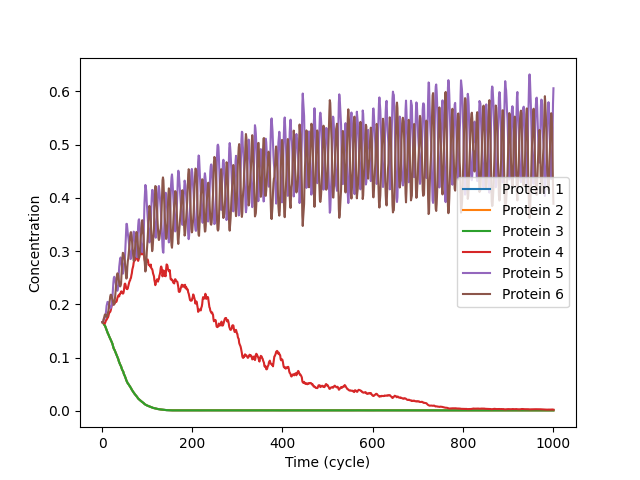 0.6
0.5
0.4
0.3
0.2
0.1
0.0
Concentration
Protein 1
Protein 2
Protein 3
Protein 4
Protein 5
Protein 6
0 200 400 600 800 1000
Time (cycle)